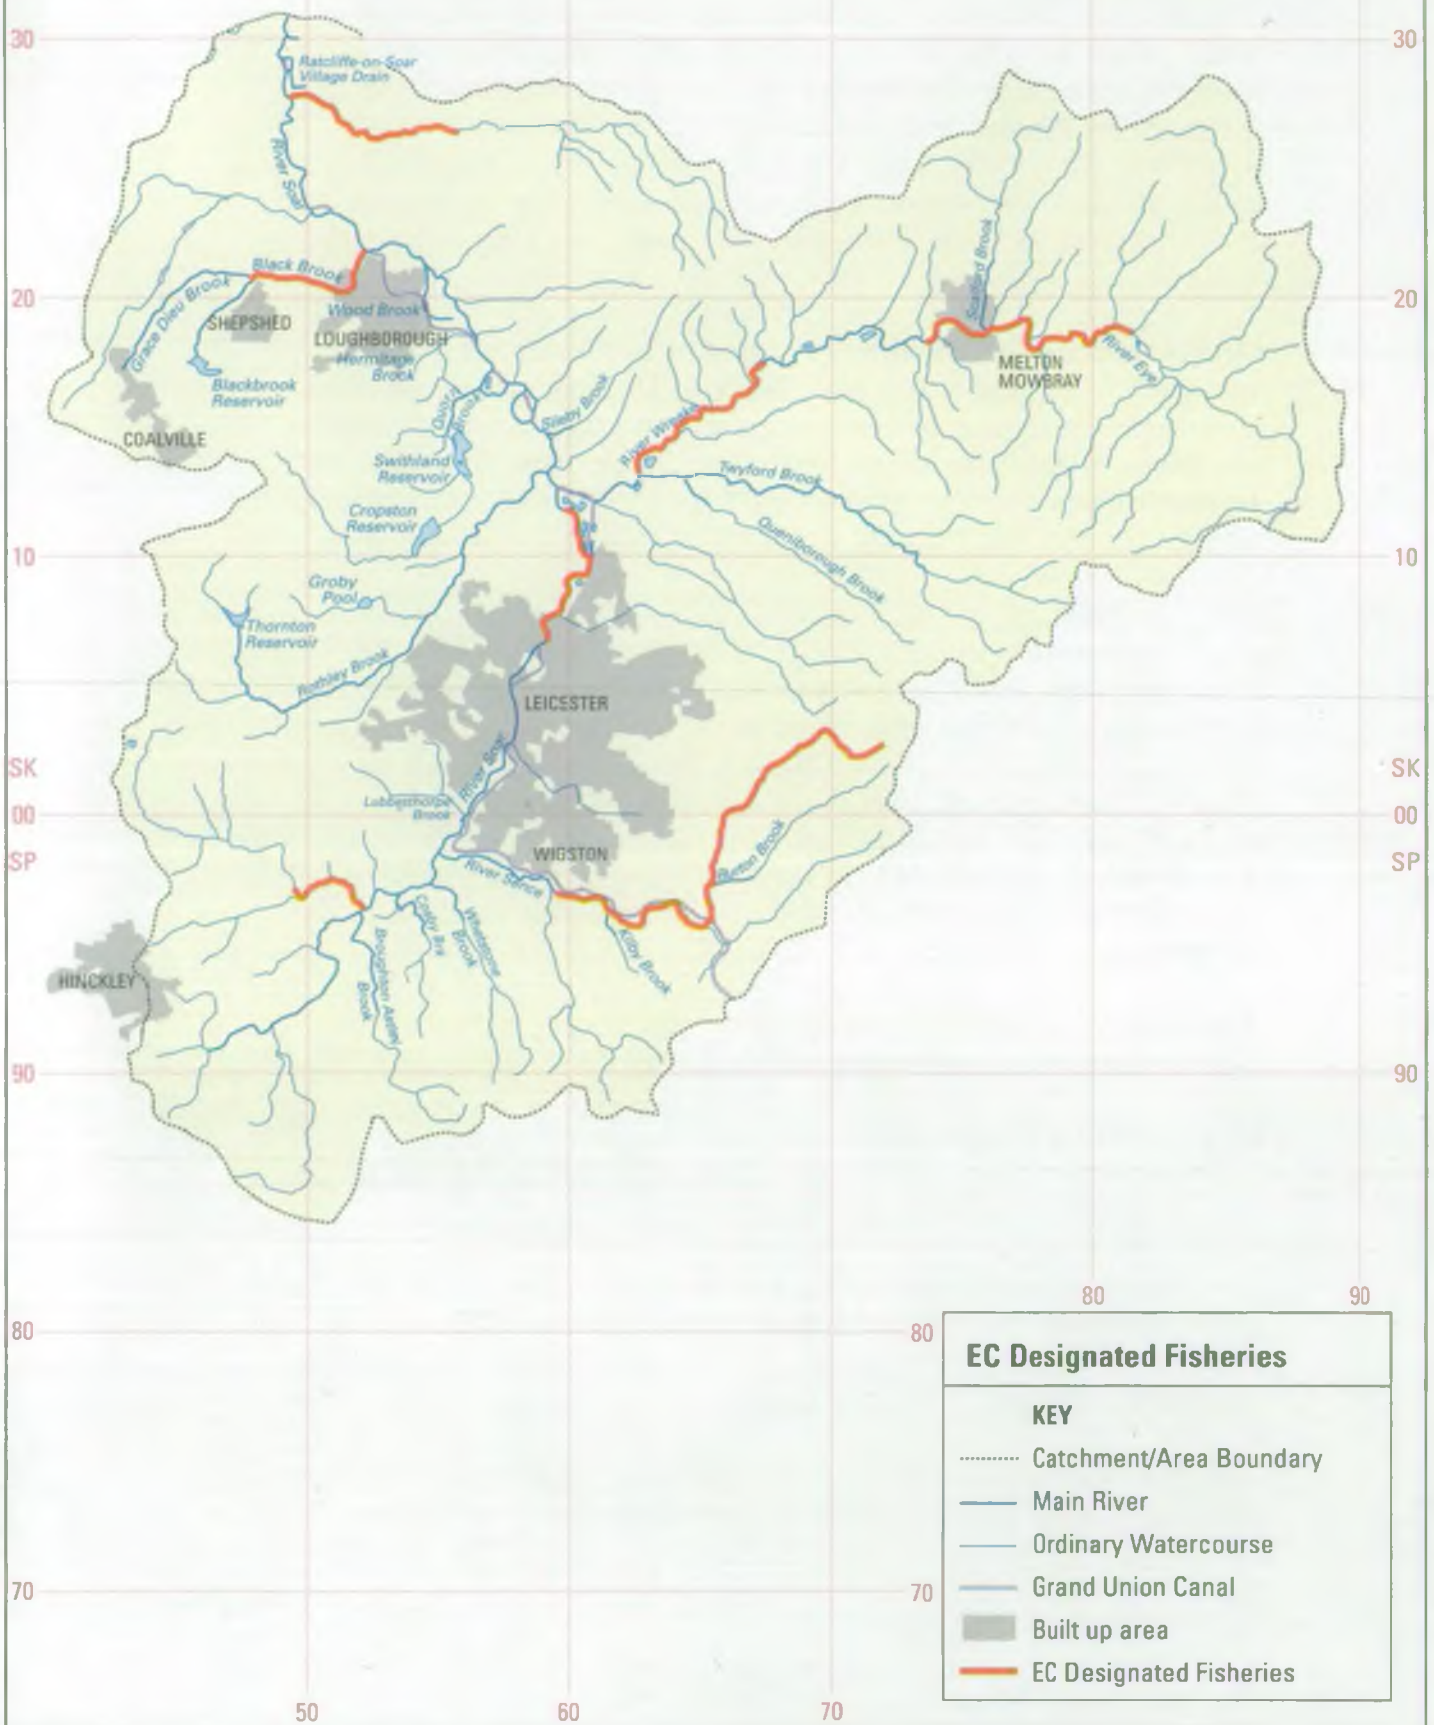 30
30
Ratcliffe-on-Soar
Village Drain
River Soar
Black Brook
Grace Dieu Brook
20
20
SHEPSHED
Wood Brook
LOUGHBOROUGH
Hermitage
Brook
Scalford Brook
MELTON
MOWBRAY
River Eye
Blackbrook
Reservoir
Quorn
Brook
Sileby Brook
River Wreake
COALVILLE
Swithland
Reservoir
Twyford Brook
Cropston
Reservoir
Queniborough Brook
10
10
Groby
Pool
Thornton
Reservoir
Rothley Brook
LEICESTER
River Soar
SK
SK
Lubbesthorpe
Brook
00
00
SP
SP
WIGSTON
River Sence
Burton Brook
Cosby Brk
Whetstone
Brook
Kilby Brook
Broughton Astley
Brook
HINCKLEY
90
90
80
90
80
80
EC Designated Fisheries
KEY
Catchment/Area Boundary
Main River
Ordinary Watercourse
Grand Union Canal
Built up area
EC Designated Fisheries
70
70
50
60
70